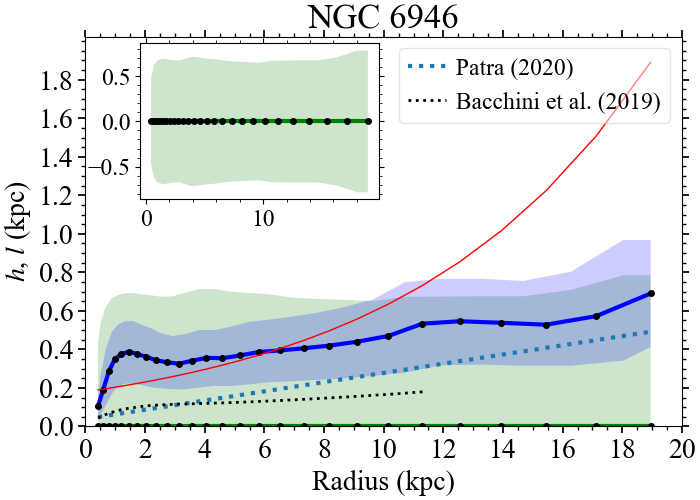 NGC 6946
Patra (2020)
Bacchini et al. (2019)
0.5
0.0
−0.5
0 10
h, l (kpc)
1.8
1.6
1.4
1.2
1.0
0.8
0.6
0.4
0.2
0.0
0 2 4 6 8 10 12 14 16 18 20
Radius (kpc)